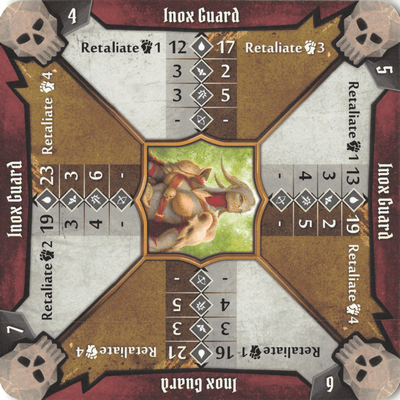 4
Inox Guard
Retaliate 1 12 17 Retaliate 3
3 2
3 5
- -
5
Inox Guard
Retaliate 1 13 19 Retaliate 4
3 2
4 5
- -
6
Inox Guard
Retaliate 1 16 21 Retaliate 4
3 3
4 5
- -
7
Inox Guard
Retaliate 2 19 23 Retaliate 4
3 3
4 6
- -